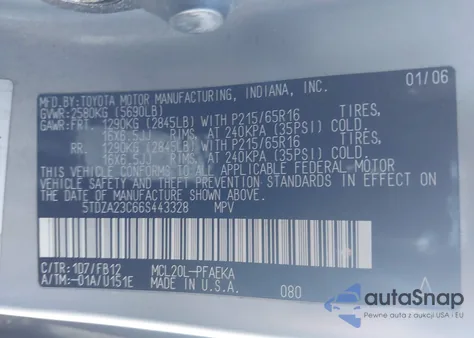 MFD.BY: TOYOTA MOTOR MANUFACTURING, INDIANA, INC. 01/06
GVWR: 2580KG (5690LB)
GAWR: FRT. 1290KG (2845LB) WITH P215/65R16 TIRES,
16X6.5JJ RIMS, AT 240KPA (35PSI) COLD.
RR. 1290KG (2845LB) WITH P215/65R16 TIRES,
16X6.5JJ RIMS, AT 240KPA (35PSI) COLD.
THIS VEHICLE CONFORMS TO ALL APPLICABLE FEDERAL MOTOR
VEHICLE SAFETY AND THEFT PREVENTION STANDARDS IN EFFECT
ON THE DATE OF MANUFACTURE SHOWN ABOVE.
5TDZA23C66S443328 MPV
C/TR: 1D7/FB12 MCL20L-PFAEKA
A/TM: -01A/U151E MADE IN U.S.A. 080
autoSnap
Pewne auta z USA i EU